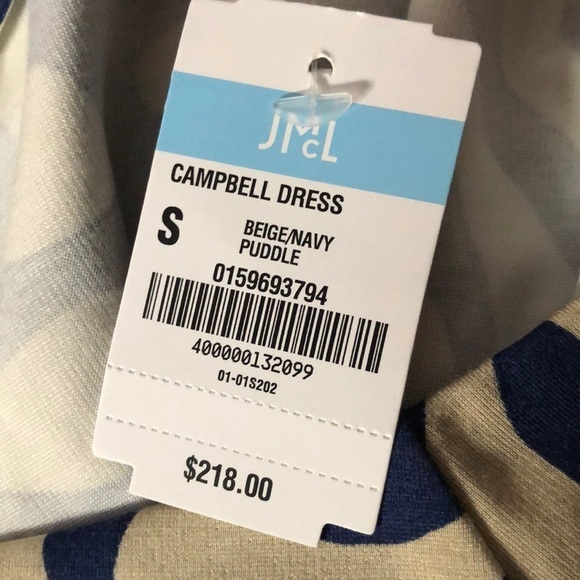 JMcL
CAMPBELL DRESS
S
BEIGE/NAVY
PUDDLE
0159693794
400000132099
01-01S202
$218.00